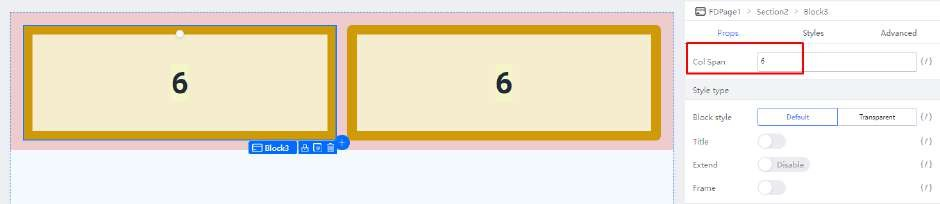 FDPage1 > Section2 > Block3
Props Styles Advanced
Col Span 6 {/}
Style type
Block style Default Transparent {/}
Title {/}
Extend Disable {/}
Frame {/}
6 6
Block3